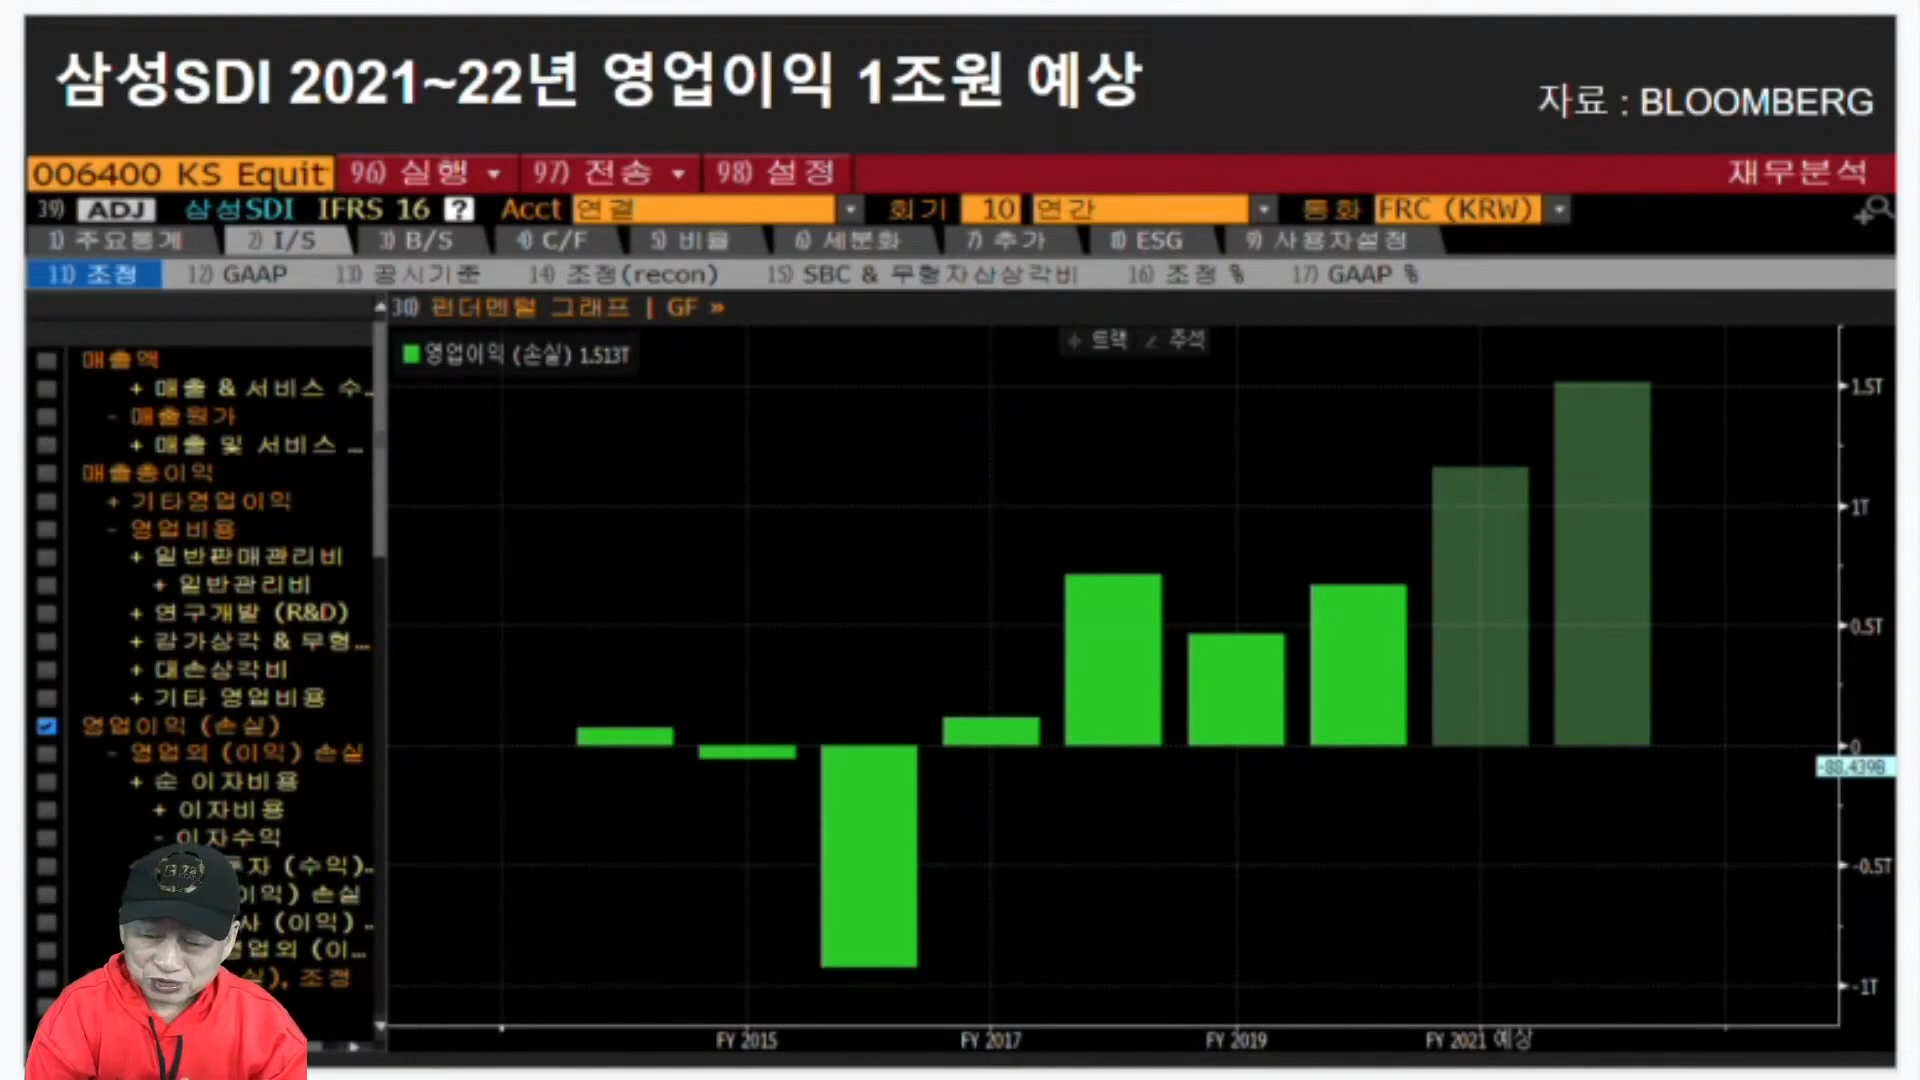 삼성SDI 2021~22년 영업이익 1조원 예상
자료 : BLOOMBERG
006400 KS Equit 96) 실행 97) 전송 98) 설정 재무분석
39) ADJ 삼성SDI IFRS 16 ? Acct 연결 회기 10 연간 통화 FRC (KRW)
1) 주요통계 2) I/S 3) B/S 4) C/F 5) 비율 6) 세분화 7) 추가 8) ESG 9) 사용자설정
11) 조정 12) GAAP 13) 공시기준 14) 조정(recon) 15) SBC & 무형자산상각비 16) 조정 % 17) GAAP %
30) 펀더멘털 그래프 | GF »
영업이익 (손실) 1.513T
+ 트랙 주석
매출액
+ 매출 & 서비스 수...
- 매출원가
+ 매출 및 서비스 ...
매출총이익
+ 기타영업이익
- 영업비용
+ 일반판매관리비
+ 일반관리비
+ 연구개발 (R&D)
+ 감가상각 & 무형...
+ 대손상각비
+ 기타 영업비용
영업이익 (손실)
- 영업외 (이익) 손실
+ 순 이자비용
+ 이자비용
- 이자수익
(수익)..
손실
(이익) ..
(이...
조정
1.5T
1T
0.5T
0
-88.439B
-0.5T
-1T
FY 2015 FY 2017 FY 2019 FY 2021 예상